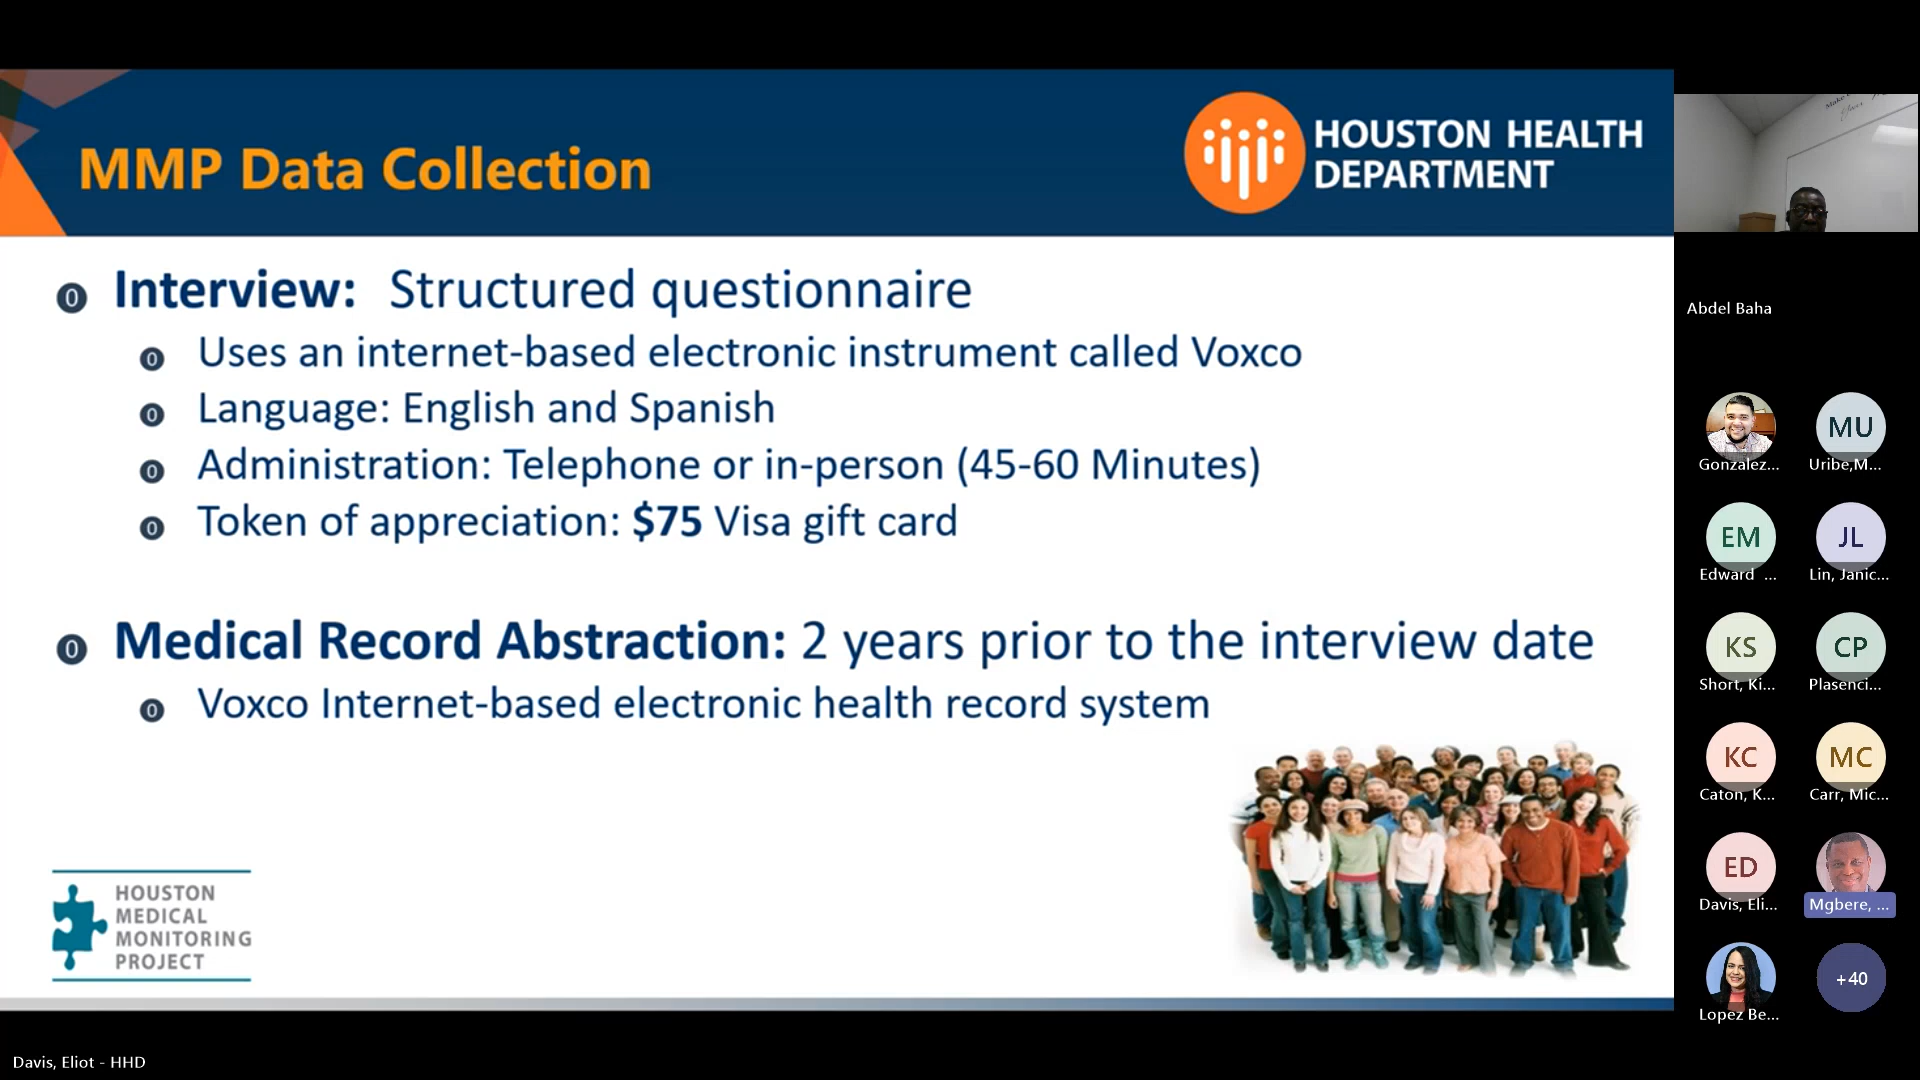 MMP Data Collection
HOUSTON HEALTH
DEPARTMENT
Interview: Structured questionnaire
Uses an internet-based electronic instrument called Voxco
Language: English and Spanish
Administration: Telephone or in-person (45-60 Minutes)
Token of appreciation: $75 Visa gift card
Medical Record Abstraction: 2 years prior to the interview date
Voxco Internet-based electronic health record system
HOUSTON
MEDICAL
MONITORING
PROJECT
Davis, Eliot - HHD
Abdel Baha
Gonzalez...
MU
Uribe,M...
EM
Edward ...
JL
Lin, Janic...
KS
Short, Ki...
CP
Plasenci...
KC
Caton, K...
MC
Carr, Mic...
ED
Davis, Eli...
Mgbere, ...
Lopez Be...
+40